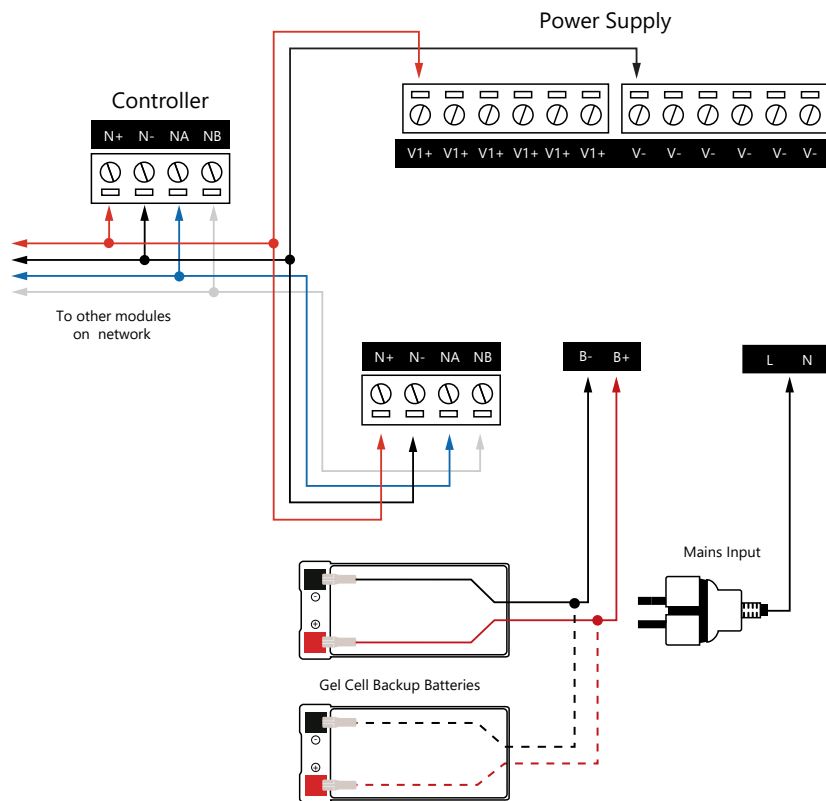 Power Supply
Controller
N+ N- NA NB
V1+ V1+ V1+ V1+ V1+ V1+ V- V- V- V- V- V-
To other modules
on network
N+ N- NA NB
B- B+
L N
Mains Input
Gel Cell Backup Batteries